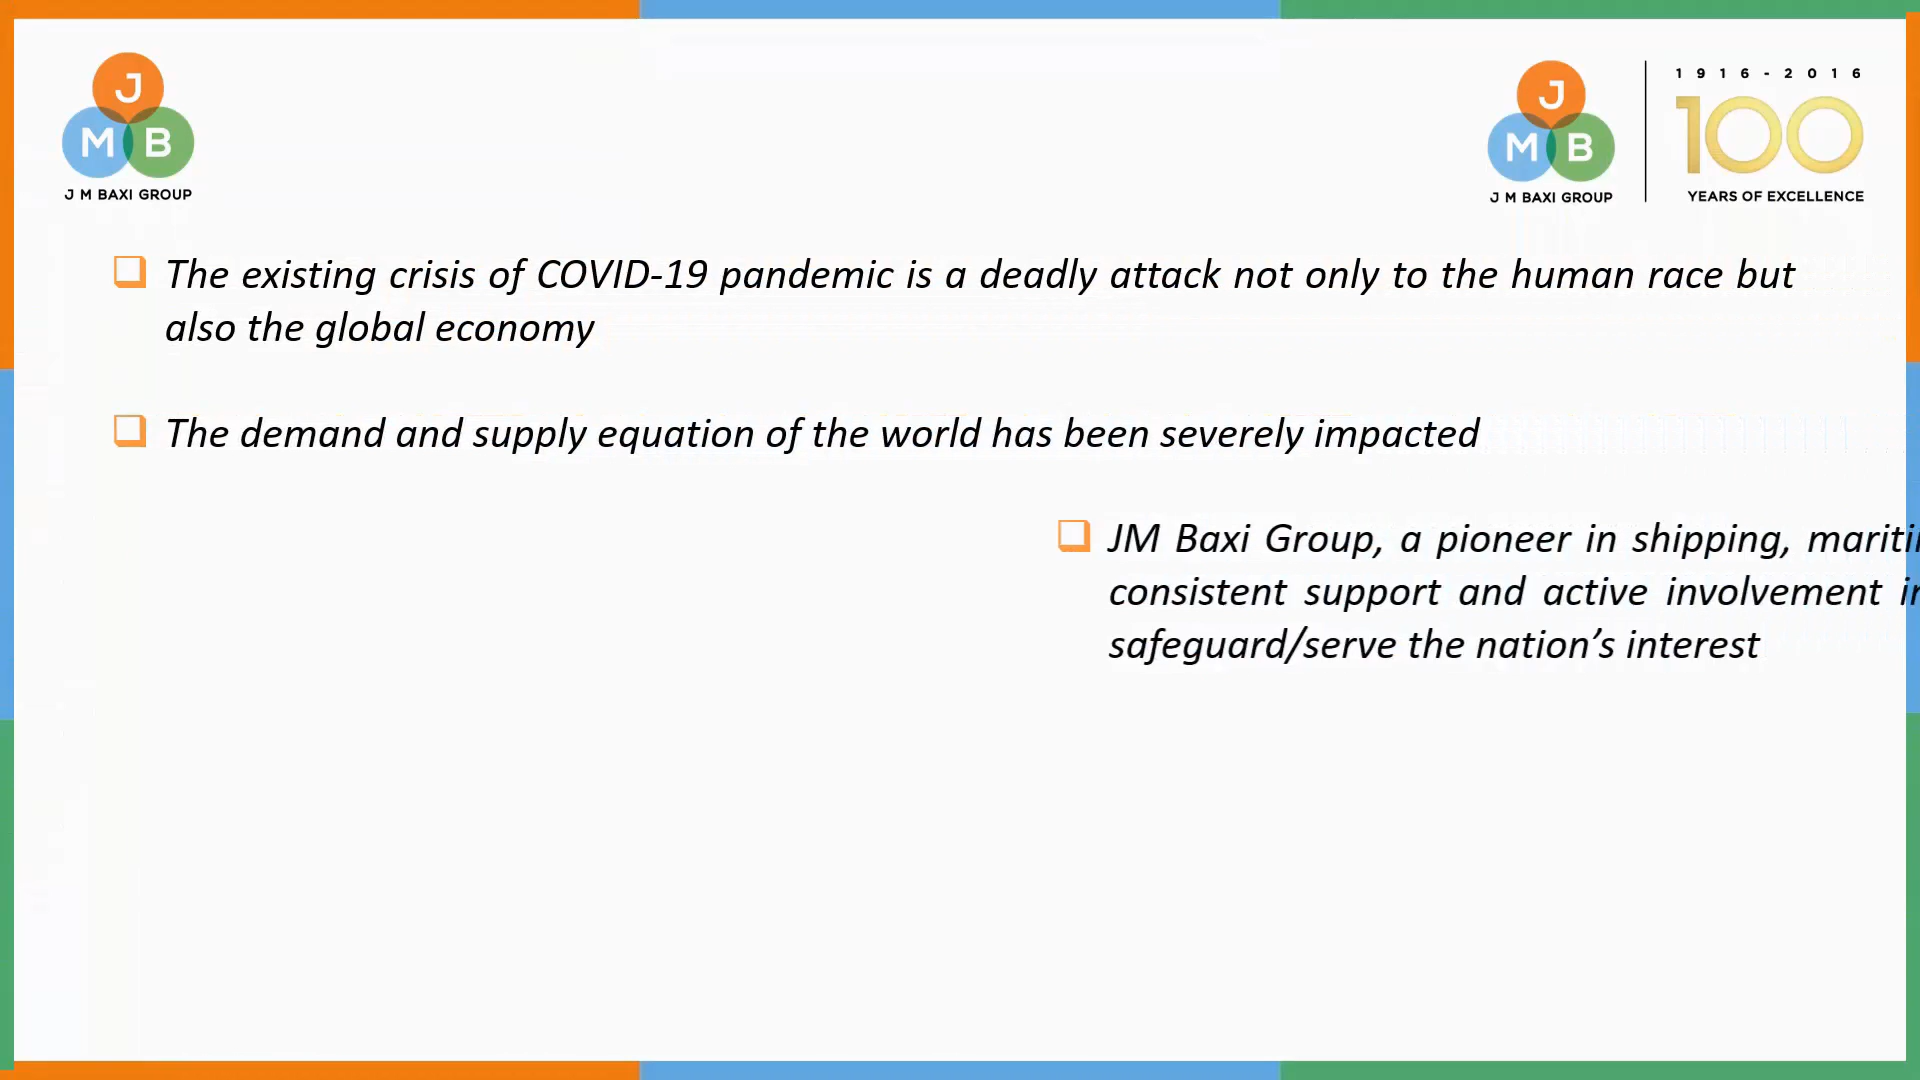 J
M B
J M BAXI GROUP
J
M B
J M BAXI GROUP
1916-2016
100
YEARS OF EXCELLENCE
The existing crisis of COVID-19 pandemic is a deadly attack not only to the human race but
also the global economy
The demand and supply equation of the world has been severely impacted
JM Baxi Group, a pioneer in shipping,
consistent support and active involvement
safeguard/serve the nation’s interest